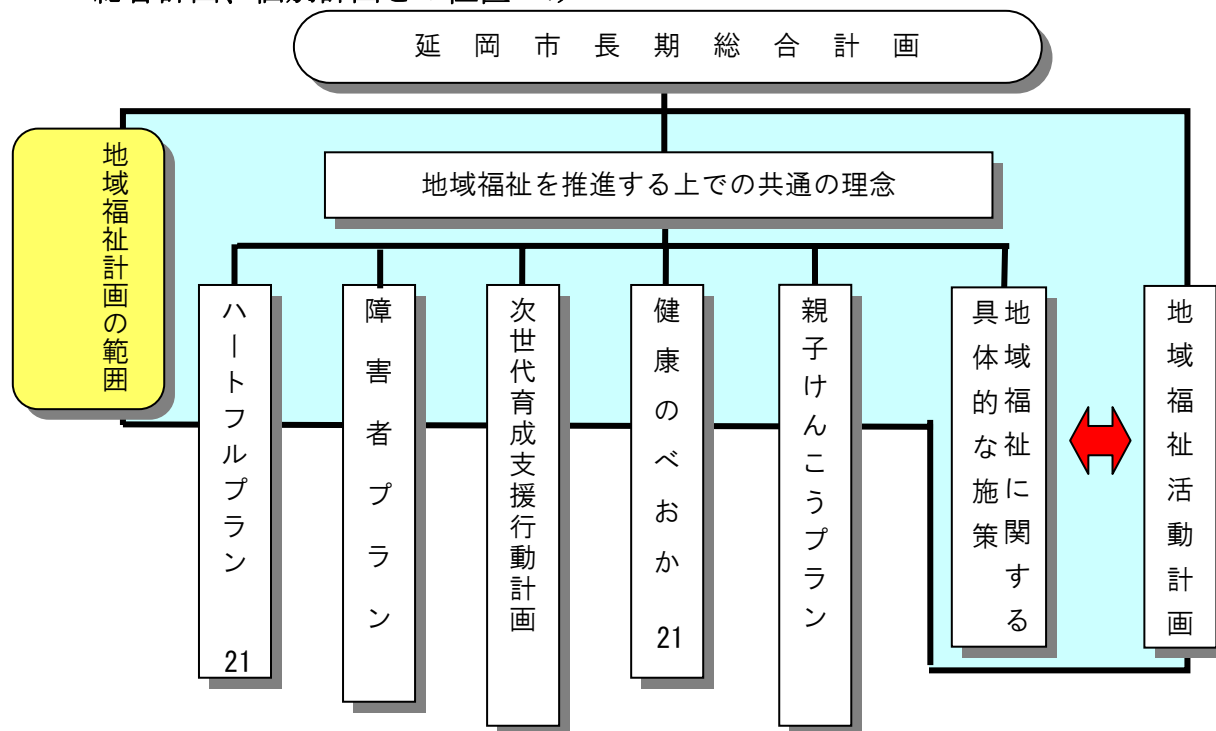 延岡市長期総合計画
地域福祉計画の範囲
地域福祉を推進する上での共通の理念
ハートフルプラン 21
障害者プラン
次世代育成支援行動計画
健康のべおか 21
親子けんこうプラン
地域福祉に関する
具体的な施策
地域福祉活動計画